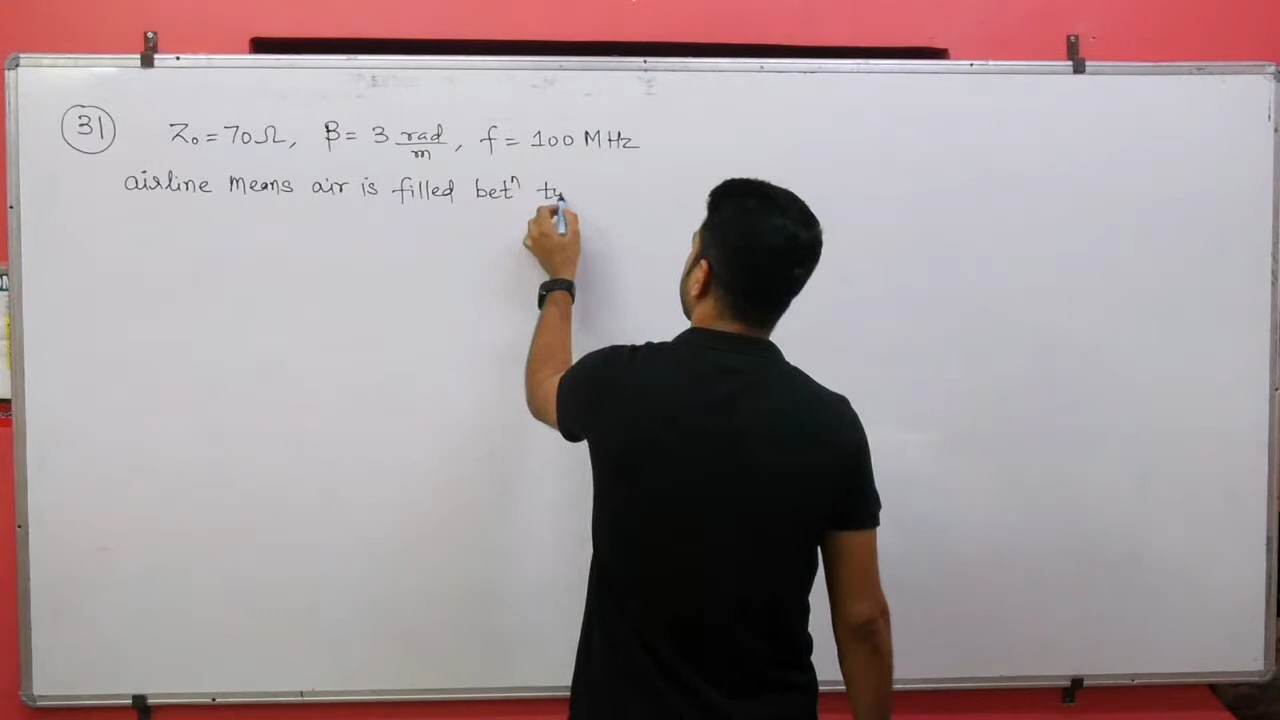 31 Z₀ = 70Ω, β = 3 rad/m, f = 100 MHz
airline means air is filled betⁿ